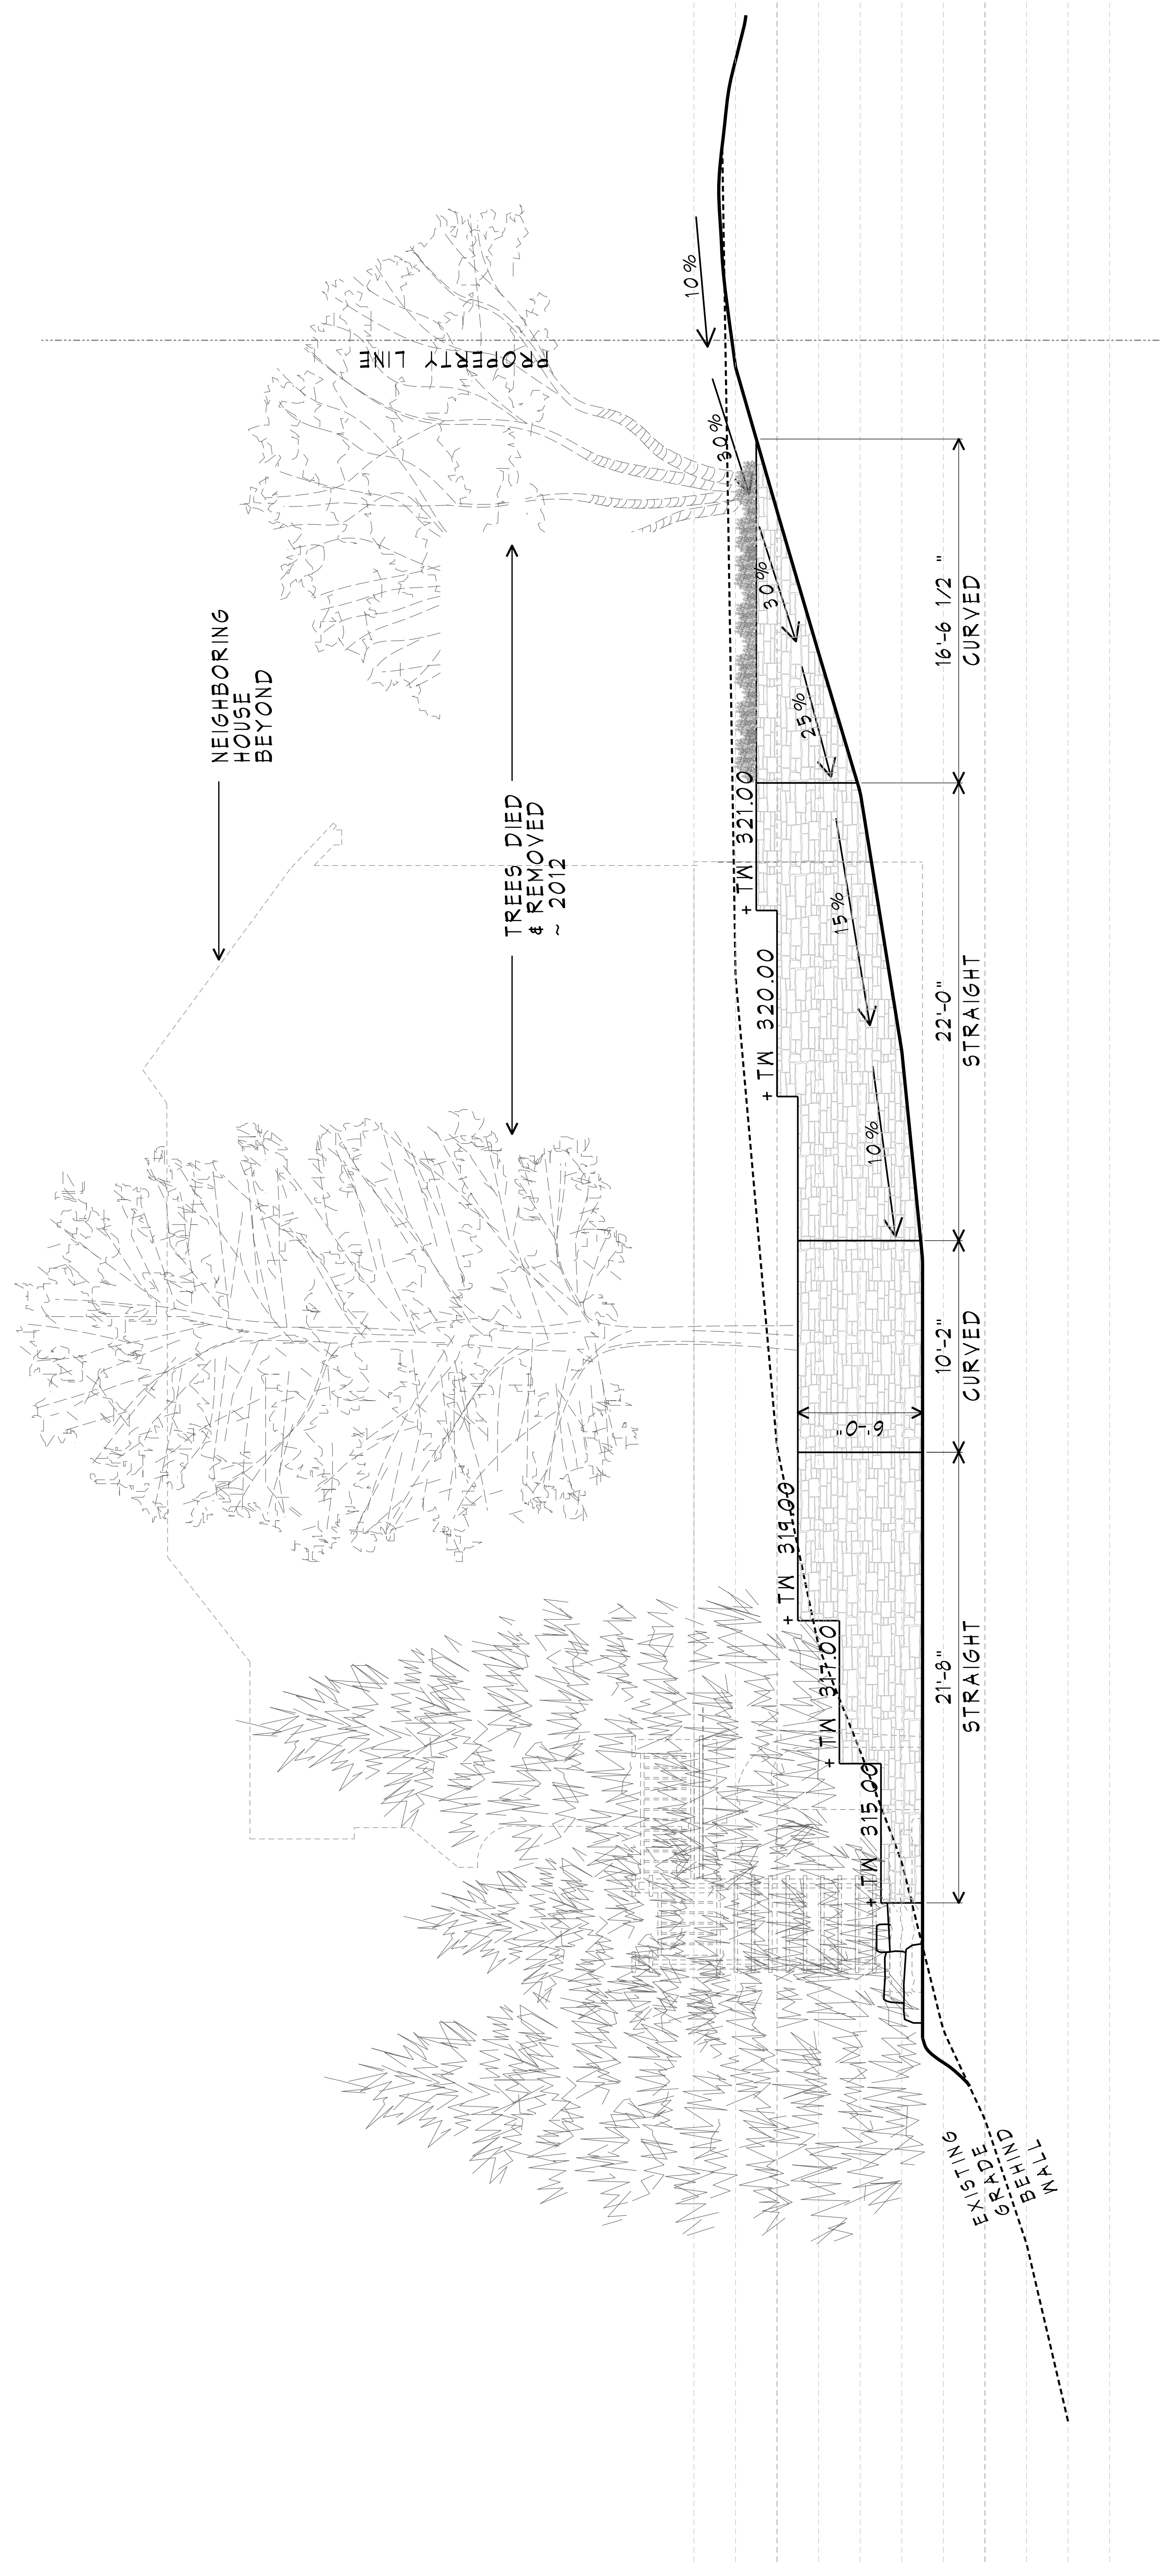 NEIGHBORING
HOUSE
BEYOND
TREES DIED
& REMOVED
~ 2012
PROPERTY LINE
10%
30%
30%
25%
15%
10%
+ TW 315.00
+ TW 317.00
+ TW 319.00
+ TW 320.00
+ TW 321.00
6'-0"
21'-8"
STRAIGHT
10'-2"
CURVED
22'-0"
STRAIGHT
16'-6 1/2 "
CURVED
EXISTING
GRADE
BEHIND
WALL